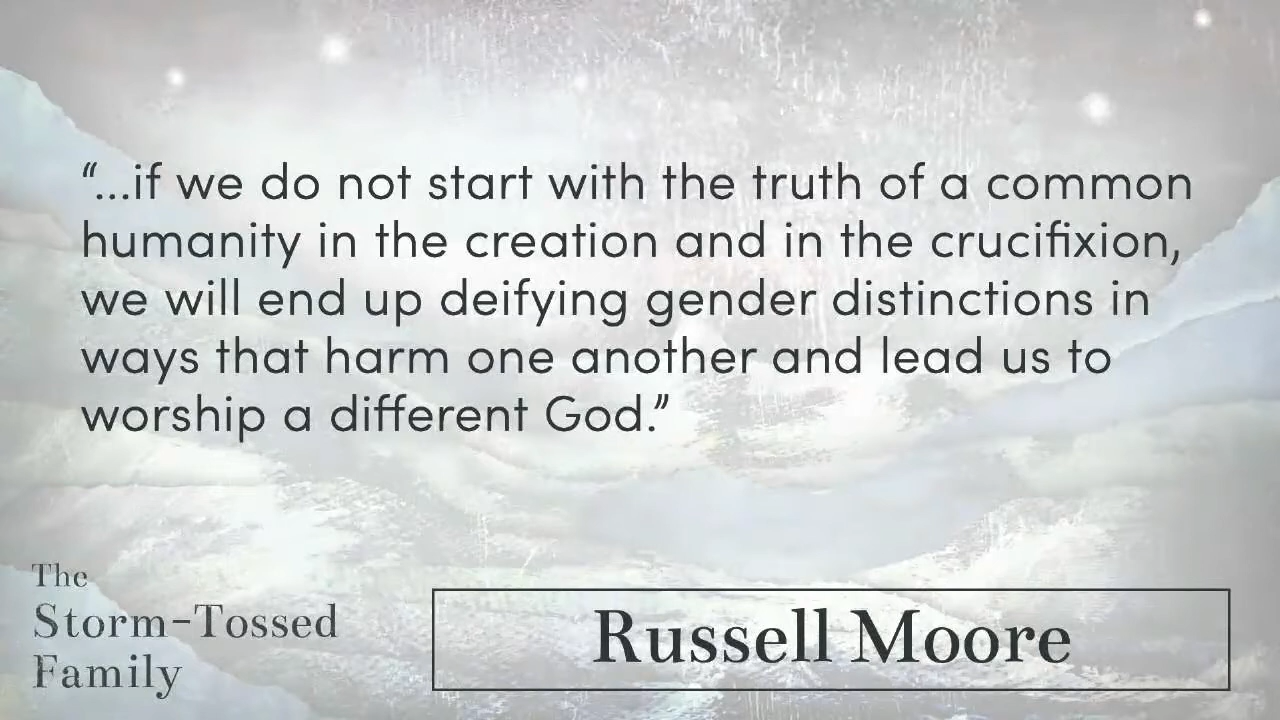 “...if we do not start with the truth of a common
humanity in the creation and in the crucifixion,
we will end up deifying gender distinctions in
ways that harm one another and lead us to
worship a different God.”
The
Storm-Tossed
Family
Russell Moore